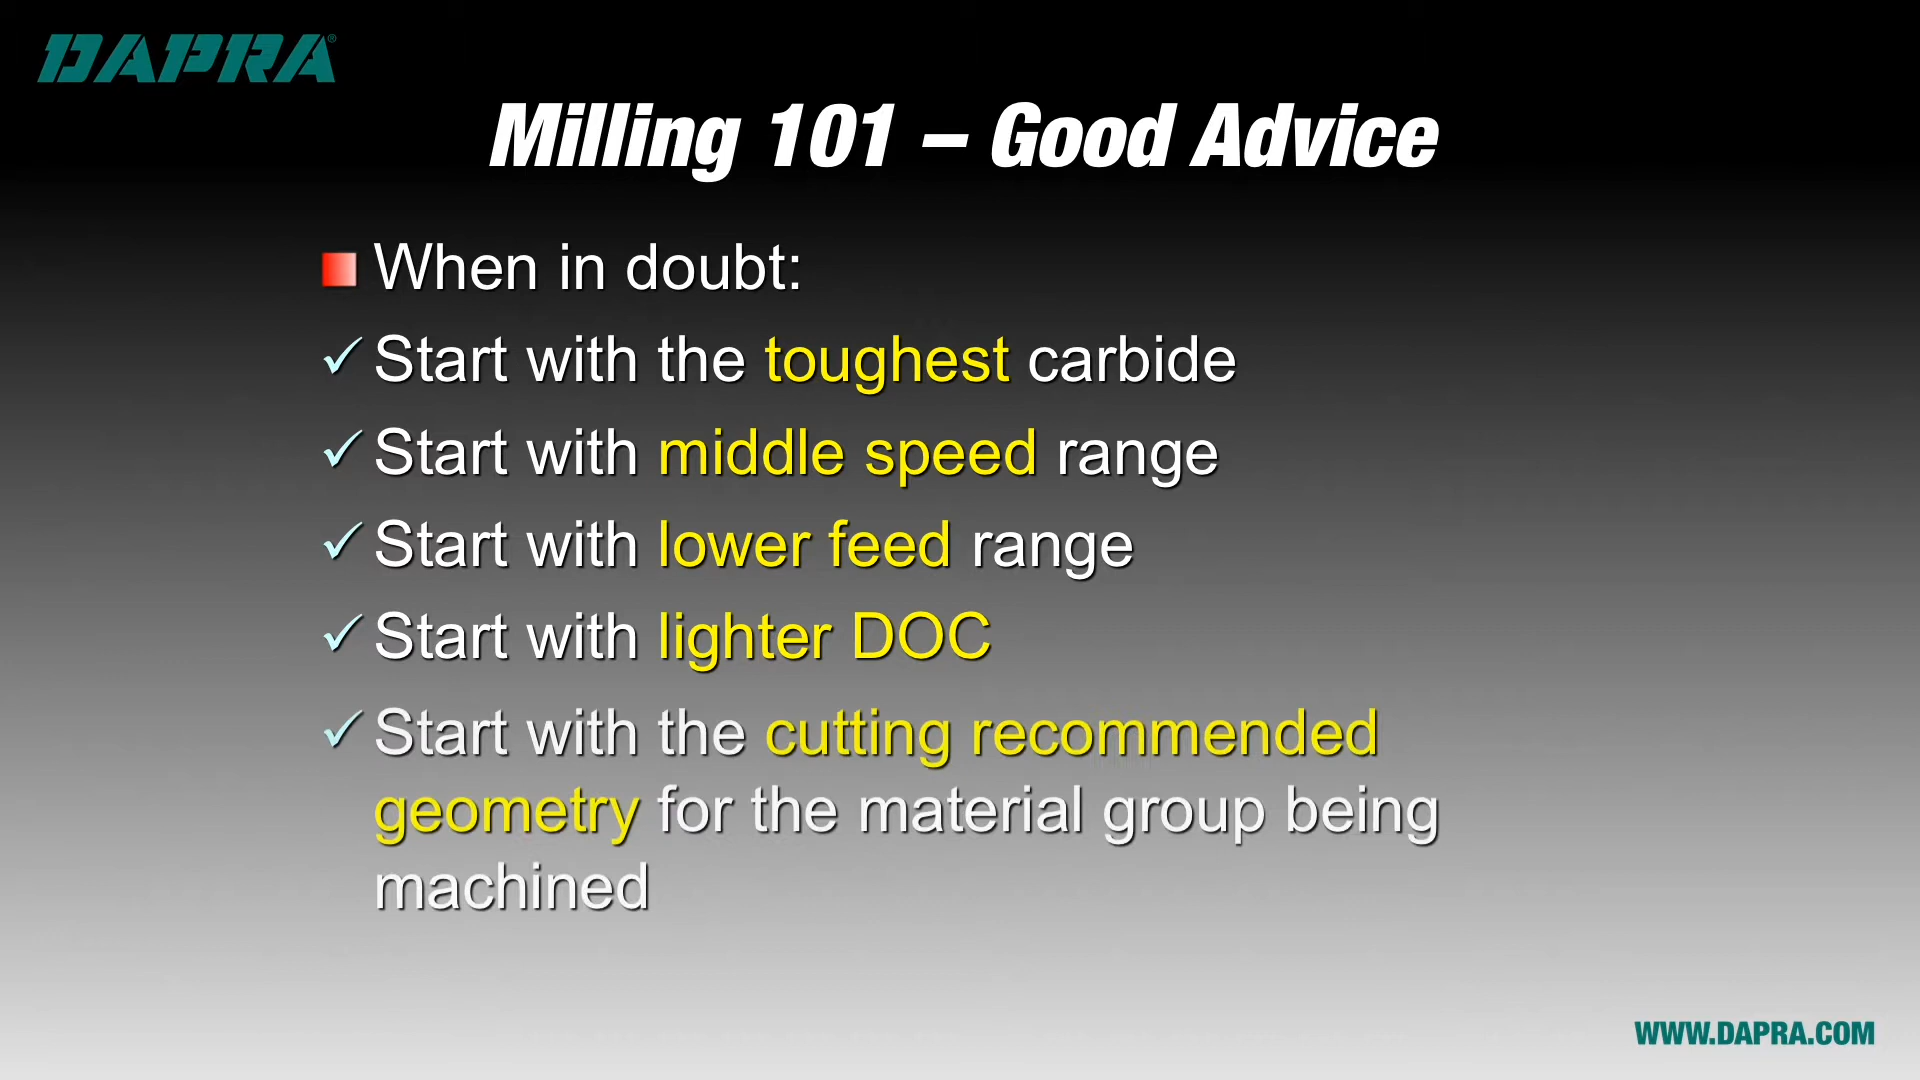 DAPRA®
Milling 101 – Good Advice
When in doubt:
Start with the toughest carbide
Start with middle speed range
Start with lower feed range
Start with lighter DOC
Start with the cutting recommended
geometry for the material group being
machined
WWW.DAPRA.COM